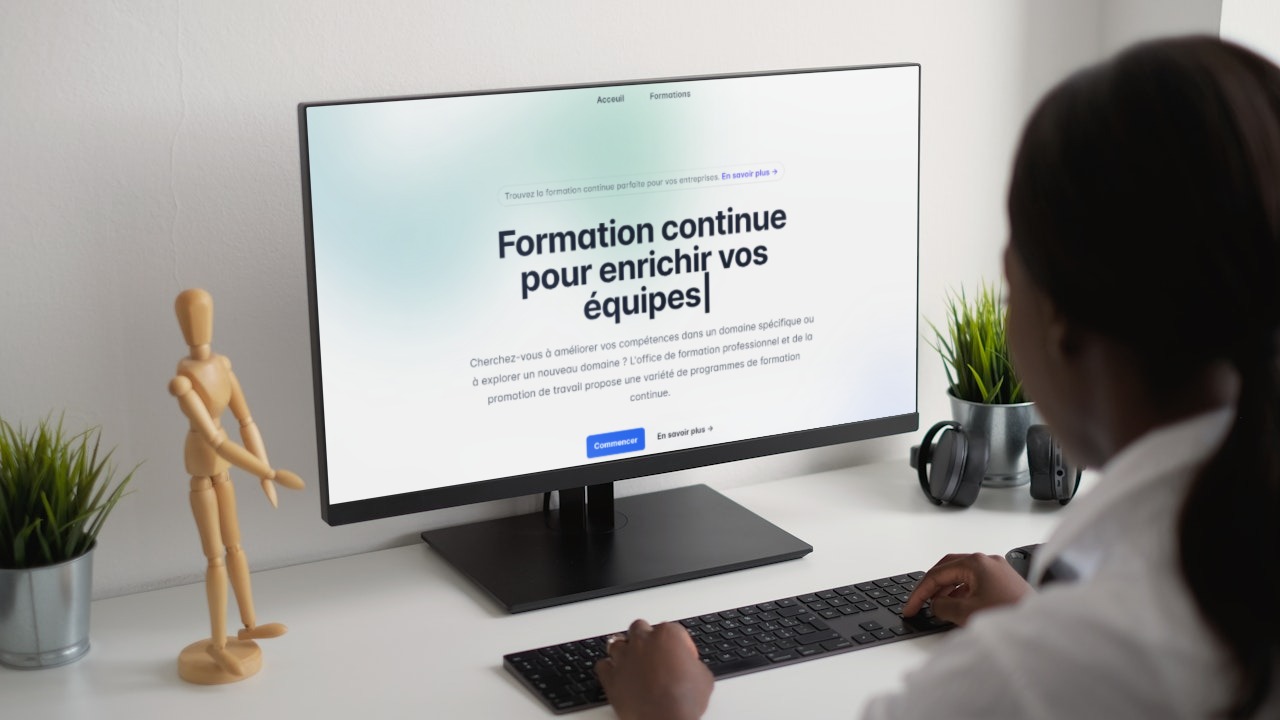 Acceuil Formations
Trouvez la formation continue parfaite pour vos entreprises. En savoir plus →
Formation continue
pour enrichir vos
équipes
Cherchez-vous à améliorer vos compétences dans un domaine spécifique ou
à explorer un nouveau domaine ? L'office de formation professionnel et de la
promotion de travail propose une variété de programmes de formation
continue.
Commencer En savoir plus →